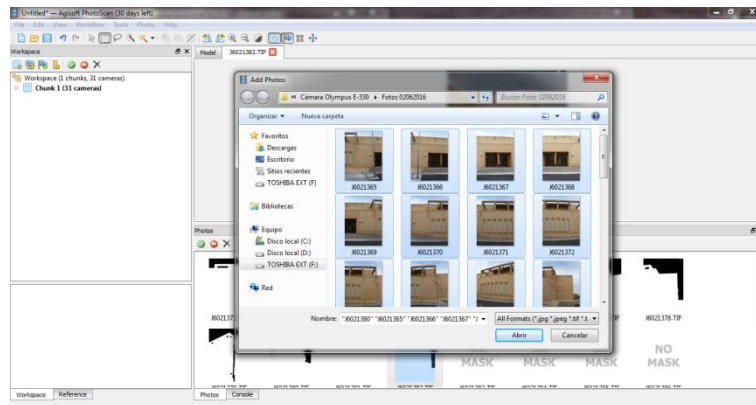 Untitled* — Agisoft PhotoScan (30 days left)
File Edit View Workflow Tools Photo Help
Workspace
Workspace (1 chunks, 31 cameras)
Chunk 1 (31 cameras)
Model J6021382.TIF
Add Photos
« Cámara Olympus E-330 Fotos 02062016
Buscar Fotos 02062016
Organizar Nueva carpeta
Favoritos
Descargas
Escritorio
Sitios recientes
TOSHIBA EXT (F)
Bibliotecas
Equipo
Disco local (C:)
Disco local (D:)
TOSHIBA EXT (F:)
Red
J6021365 J6021366 J6021367 J6021368
J6021369 J6021370 J6021371 J6021372
Nombre: "J6021380" "J6021365" "J6021366" "J6021367" "J
All Formats (*.jpg *.jpeg *.tif *.t
Abrir Cancelar
Photos
J6021378.TIF
MASK MASK MASK
NO
MASK
Workspace Reference
Photos Console